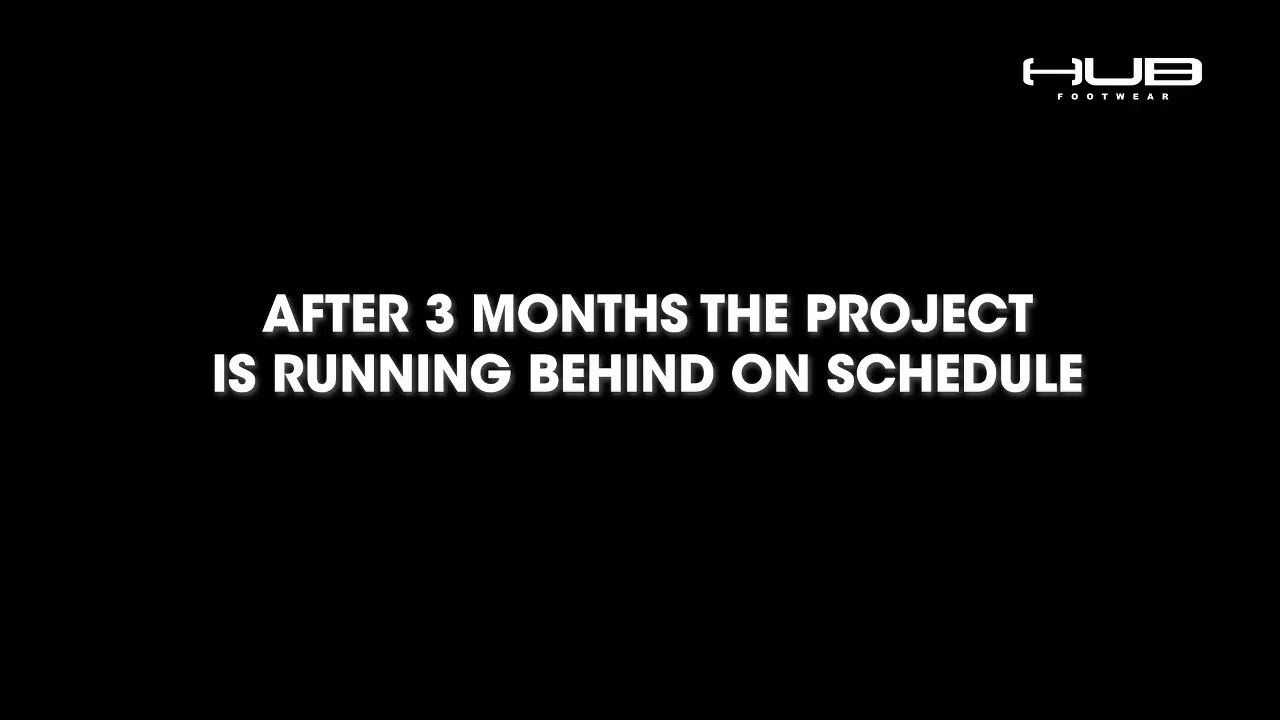 HUB
FOOTWEAR
AFTER 3 MONTHS THE PROJECT
IS RUNNING BEHIND ON SCHEDULE